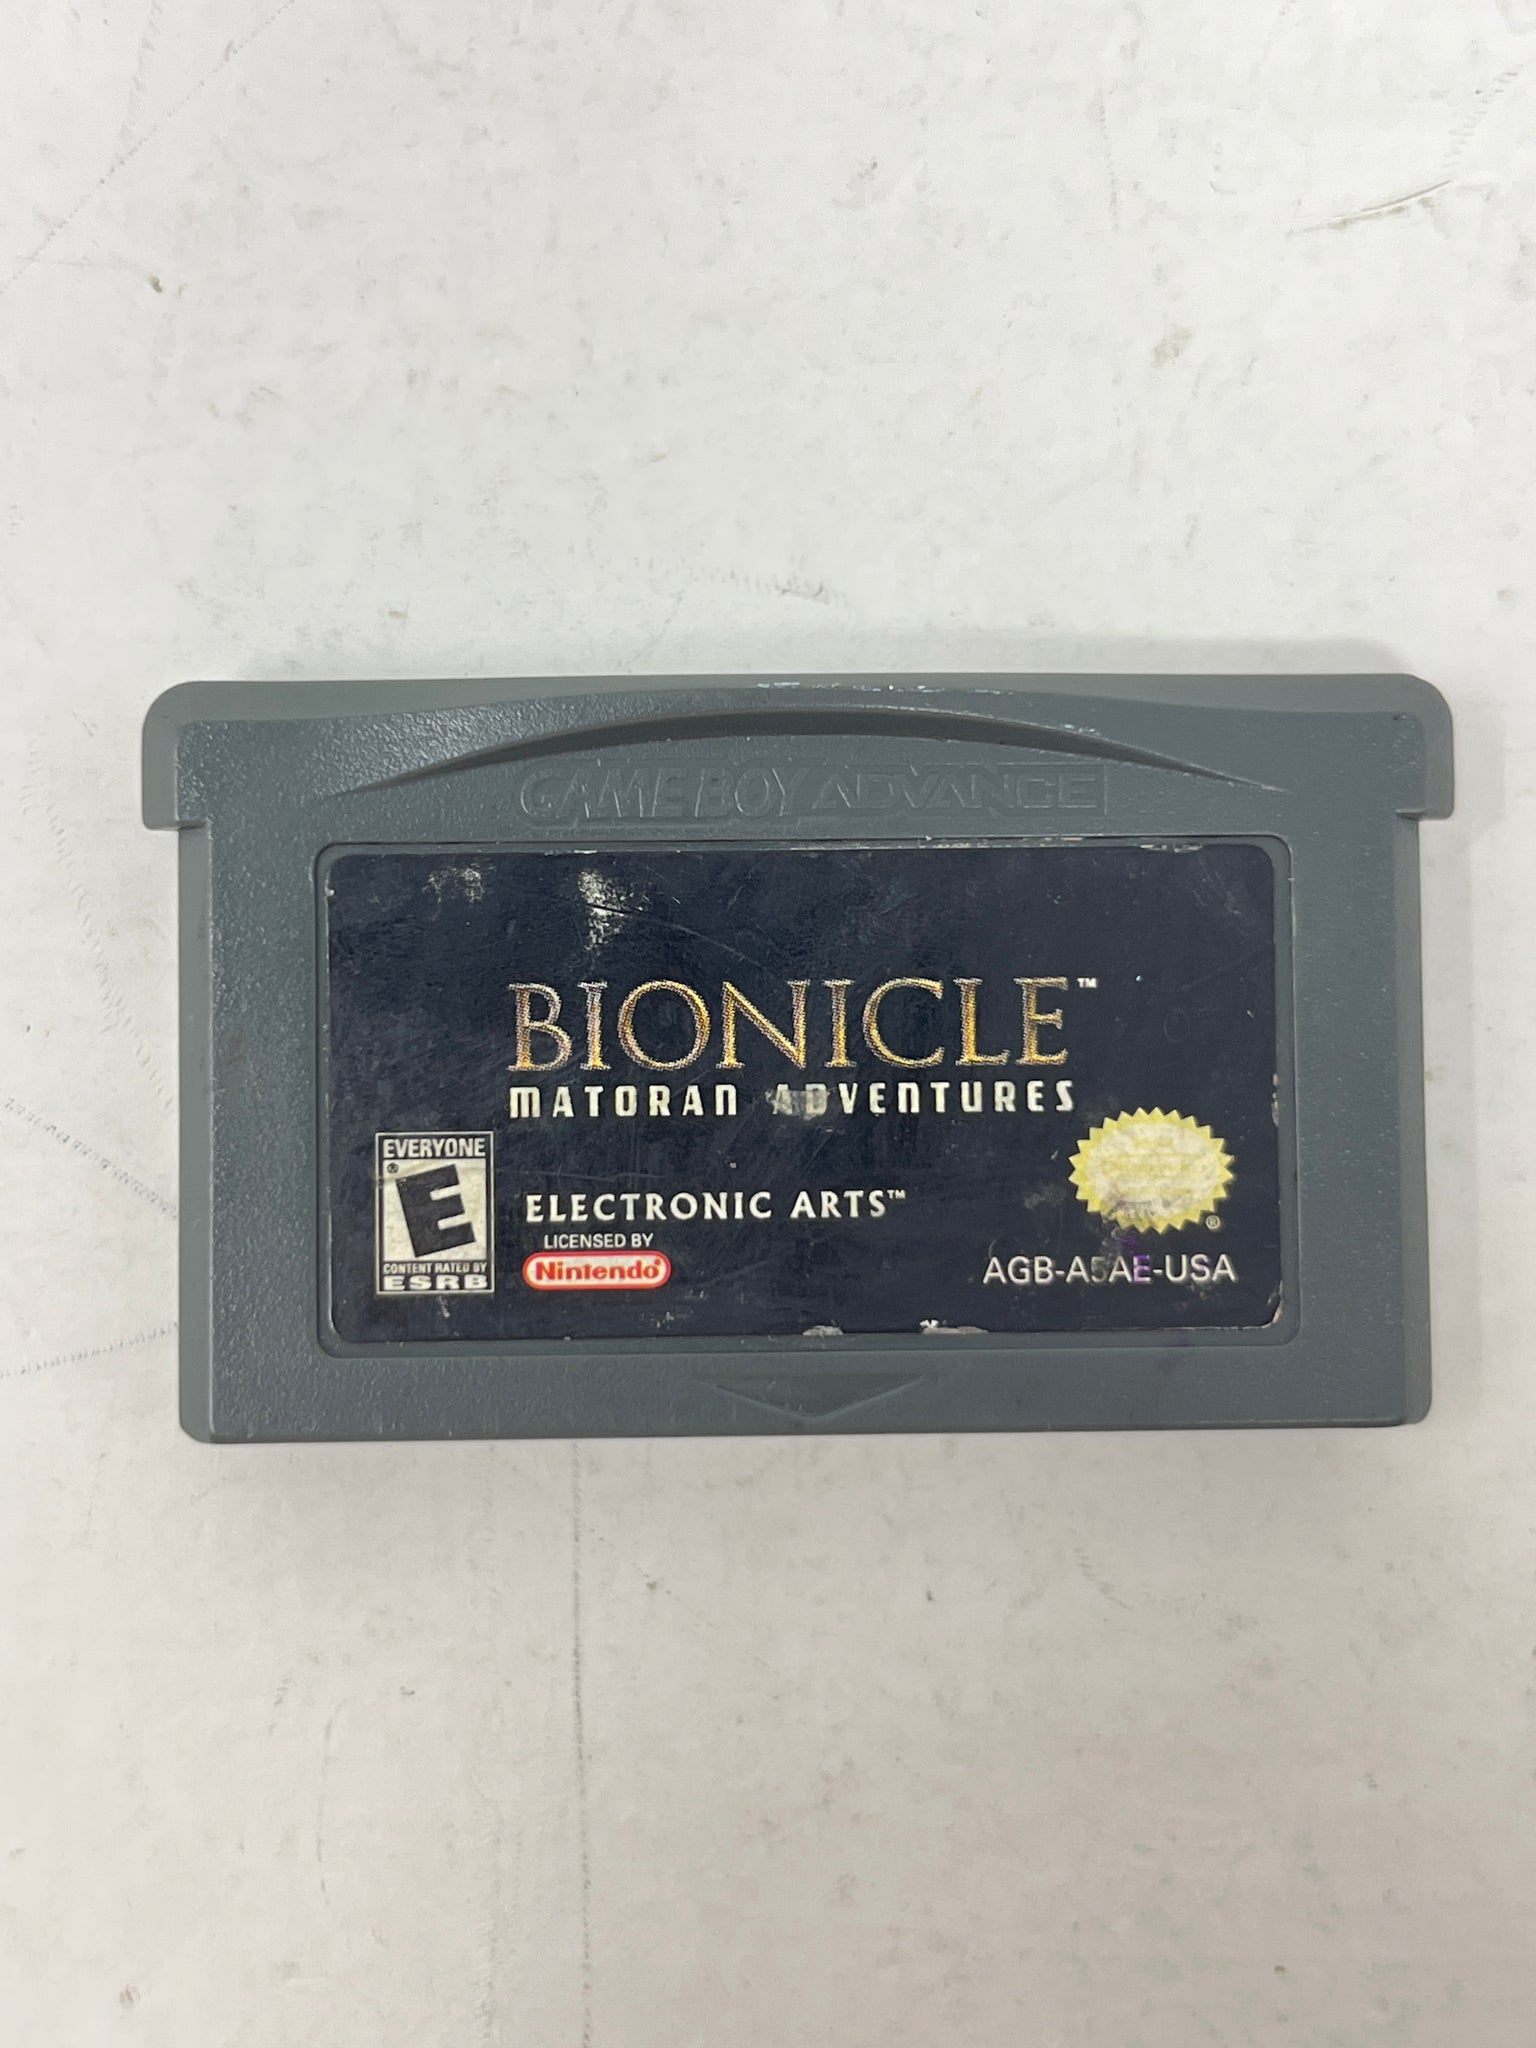 GAME BOY ADVANCE
BIONICLE™
MATORAN ADVENTURES
EVERYONE
E®
CONTENT RATED BY
ESRB
ELECTRONIC ARTS™
LICENSED BY
Nintendo®
®
AGB-A5AE-USA